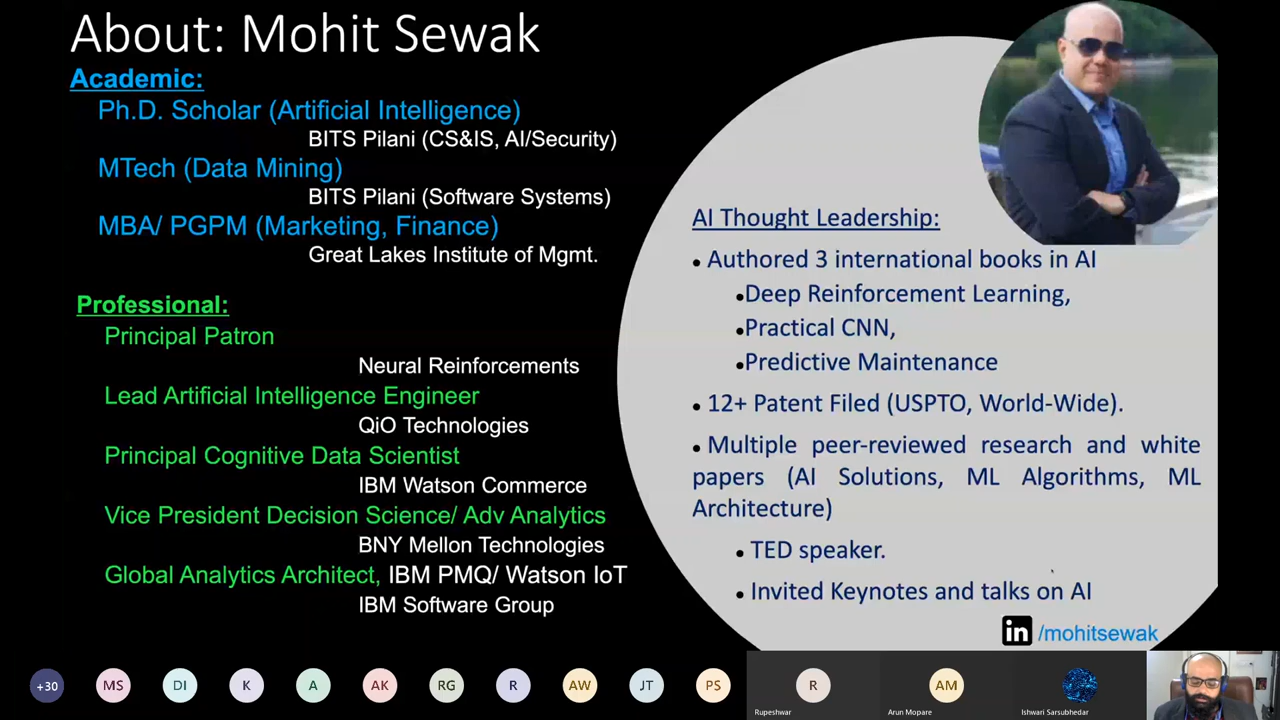 About: Mohit Sewak
Academic:
Ph.D. Scholar (Artificial Intelligence)
BITS Pilani (CS&IS, AI/Security)
MTech (Data Mining)
BITS Pilani (Software Systems)
MBA/ PGPM (Marketing, Finance)
Great Lakes Institute of Mgmt.
Professional:
Principal Patron
Neural Reinforcements
Lead Artificial Intelligence Engineer
QiO Technologies
Principal Cognitive Data Scientist
IBM Watson Commerce
Vice President Decision Science/ Adv Analytics
BNY Mellon Technologies
Global Analytics Architect, IBM PMQ/ Watson IoT
IBM Software Group
AI Thought Leadership:
• Authored 3 international books in AI
•Deep Reinforcement Learning,
•Practical CNN,
•Predictive Maintenance
• 12+ Patent Filed (USPTO, World-Wide).
• Multiple peer-reviewed research and white
papers (AI Solutions, ML Algorithms, ML
Architecture)
• TED speaker.
• Invited Keynotes and talks on AI
in /mohitsewak
+30 MS DI K A AK RG R AW JT PS R AM
Rupeshwar Arun Mopare Ishwari Sarsubhedar